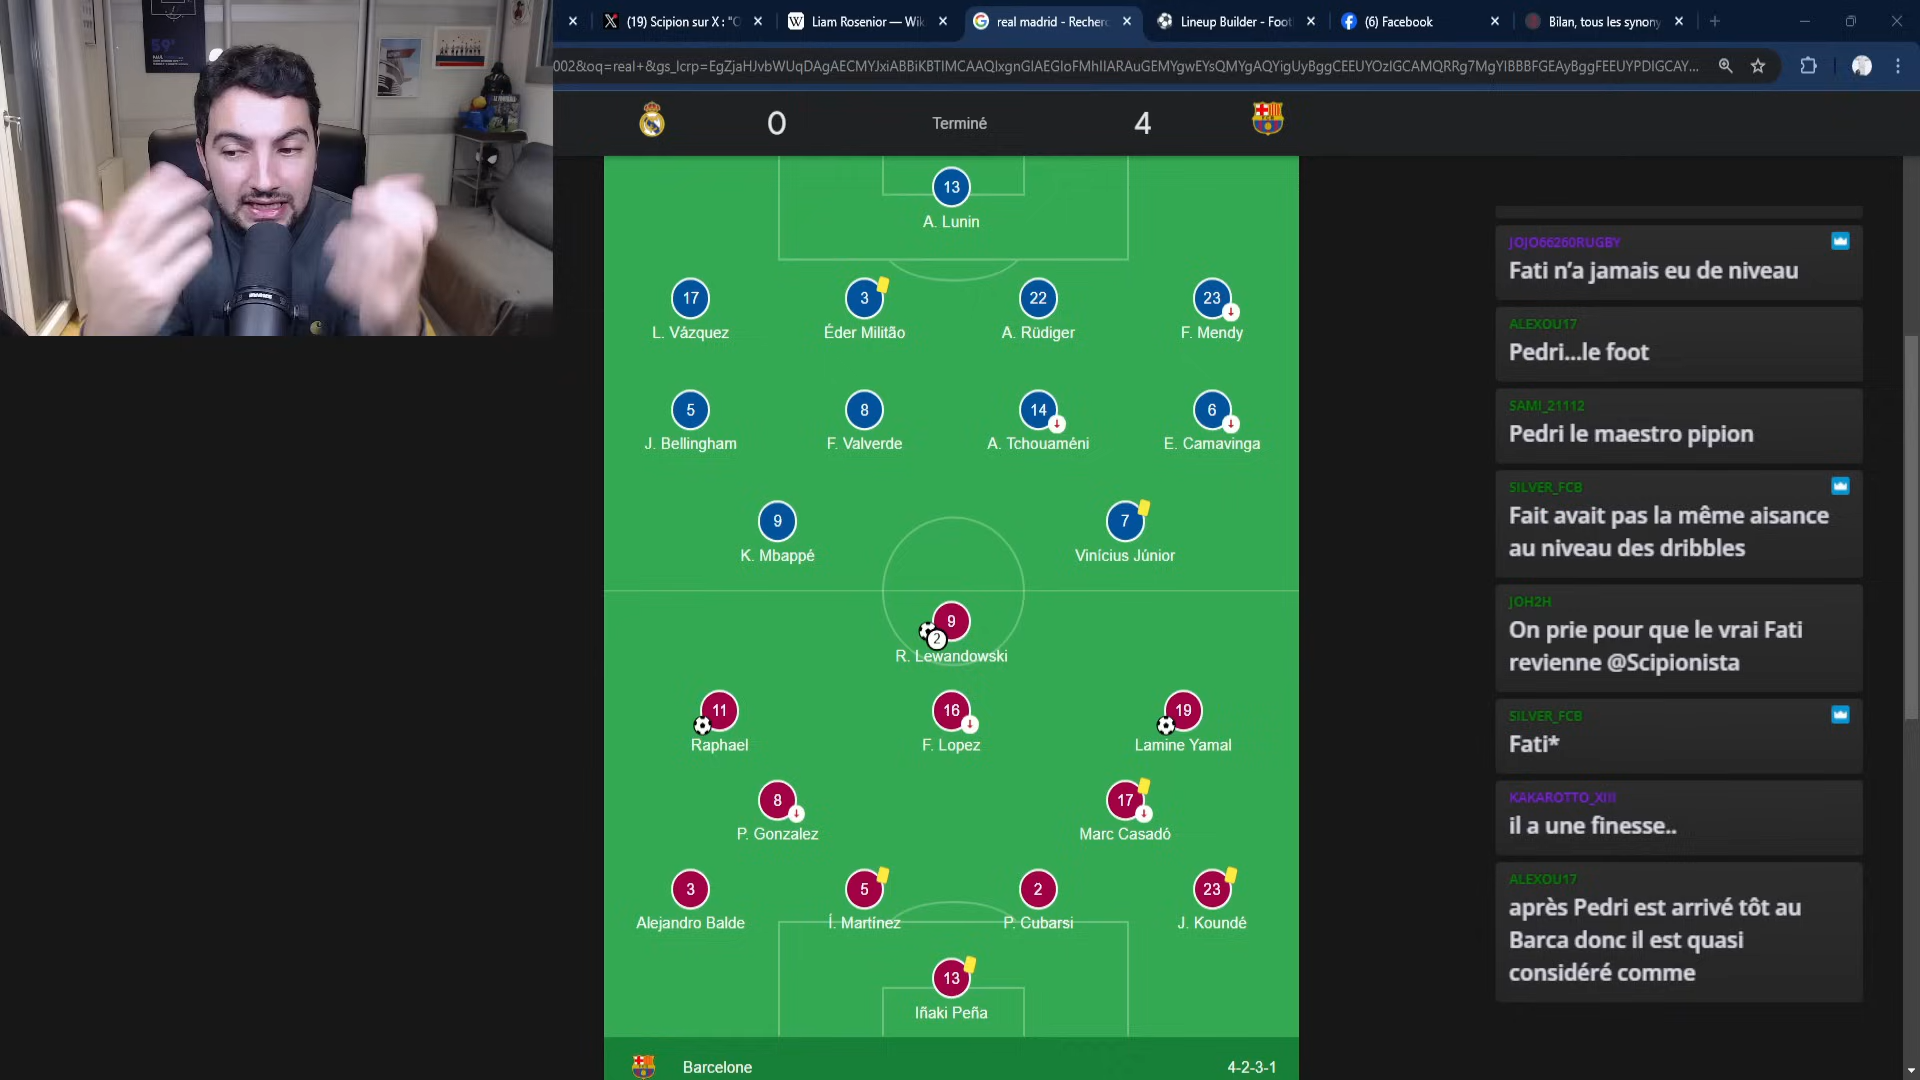 (19) Scipion sur X : "C
Liam Rosenior — Wik
real madrid - Recherc
Lineup Builder - Foot
(6) Facebook
Bilan, tous les synony
0
Terminé
4
13
A. Lunin
17
3
22
23
L. Vázquez
Éder Militão
A. Rüdiger
F. Mendy
5
8
14
6
J. Bellingham
F. Valverde
A. Tchouaméni
E. Camavinga
9
7
K. Mbappé
Vinícius Júnior
9
2
R. Lewandowski
11
16
19
Raphael
F. Lopez
Lamine Yamal
8
17
P. Gonzalez
Marc Casadó
3
5
2
23
Alejandro Balde
Í. Martínez
P. Cubarsi
J. Koundé
13
Iñaki Peña
Barcelone
4-2-3-1
JOJO66260RUGBY
Fati n'a jamais eu de niveau
ALEXOU17
Pedri...le foot
SAMI_21112
Pedri le maestro pipion
SILVER_FCB
Fait avait pas la même aisance
au niveau des dribbles
JOH2H
On prie pour que le vrai Fati
revienne @Scipionista
SILVER_FCB
Fati*
KAKAROTTO_XIII
il a une finesse..
ALEXOU17
après Pedri est arrivé tôt au
Barca donc il est quasi
considéré comme